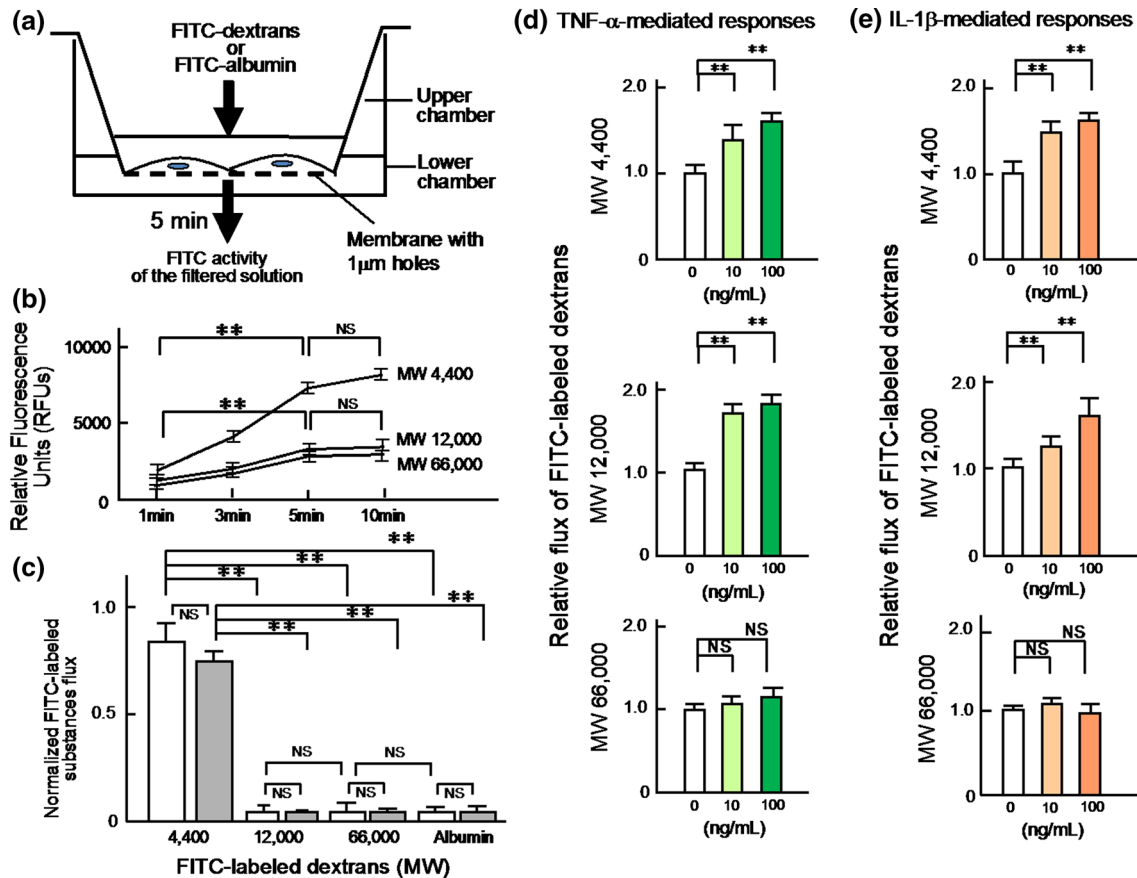 (a)
FITC-dextrans
or
FITC-albumin
Upper
chamber
Lower
chamber
5 min
FITC activity
of the filtered solution
Membrane with
1μm holes
(b)
Relative Fluorescence
Units (RFUs)
10000
5000
0
**
NS
**
NS
MW 4,400
MW 12,000
MW 66,000
1min 3min 5min 10min
(c)
Normalized FITC-labeled
substances flux
1.0
0.5
0
**
**
**
**
**
**
NS
NS
NS
NS
NS
NS
4,400 12,000 66,000 Albumin
FITC-labeled dextrans (MW)
(d) TNF-α-mediated responses
Relative flux of FITC-labeled dextrans
MW 4,400
2.0
1.0
0
**
**
0 10 100
(ng/mL)
MW 12,000
2.0
1.0
0
**
**
0 10 100
(ng/mL)
MW 66,000
2.0
1.0
0
NS
NS
0 10 100
(ng/mL)
(e) IL-1β-mediated responses
Relative flux of FITC-labeled dextrans
MW 4,400
2.0
1.0
0
**
**
0 10 100
(ng/mL)
MW 12,000
2.0
1.0
0
**
**
0 10 100
(ng/mL)
MW 66,000
2.0
1.0
0
NS
NS
0 10 100
(ng/mL)